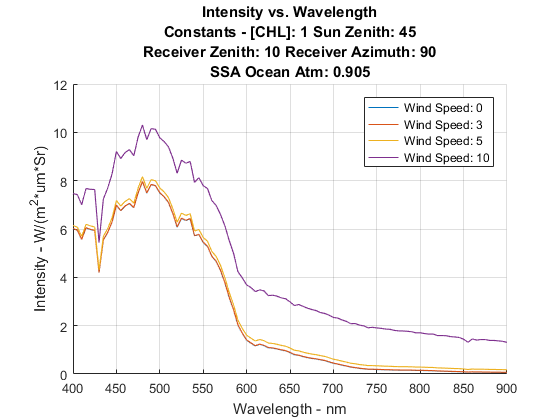 Intensity vs. Wavelength
Constants - [CHL]: 1 Sun Zenith: 45
Receiver Zenith: 10 Receiver Azimuth: 90
SSA Ocean Atm: 0.905
Intensity - W/(m²*um*Sr)
12
10
8
6
4
2
0
Wind Speed: 0
Wind Speed: 3
Wind Speed: 5
Wind Speed: 10
400 450 500 550 600 650 700 750 800 850 900
Wavelength - nm